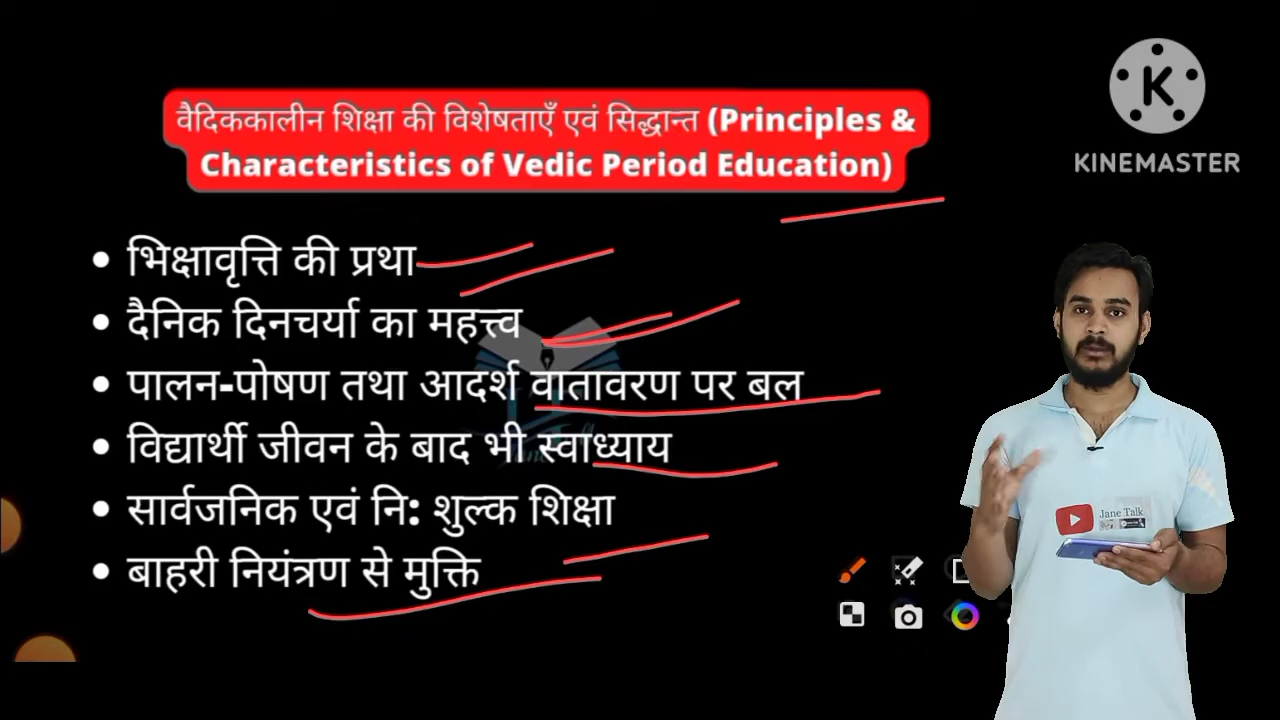 वैदिककालीन शिक्षा की विशेषताएँ एवं सिद्धान्त (Principles &
Characteristics of Vedic Period Education)
KINEMASTER
• भिक्षावृत्ति की प्रथा
• दैनिक दिनचर्या का महत्त्व
• पालन-पोषण तथा आदर्श वातावरण पर बल
• विद्यार्थी जीवन के बाद भी स्वाध्याय
• सार्वजनिक एवं नि: शुल्क शिक्षा
• बाहरी नियंत्रण से मुक्ति
Jane Talk